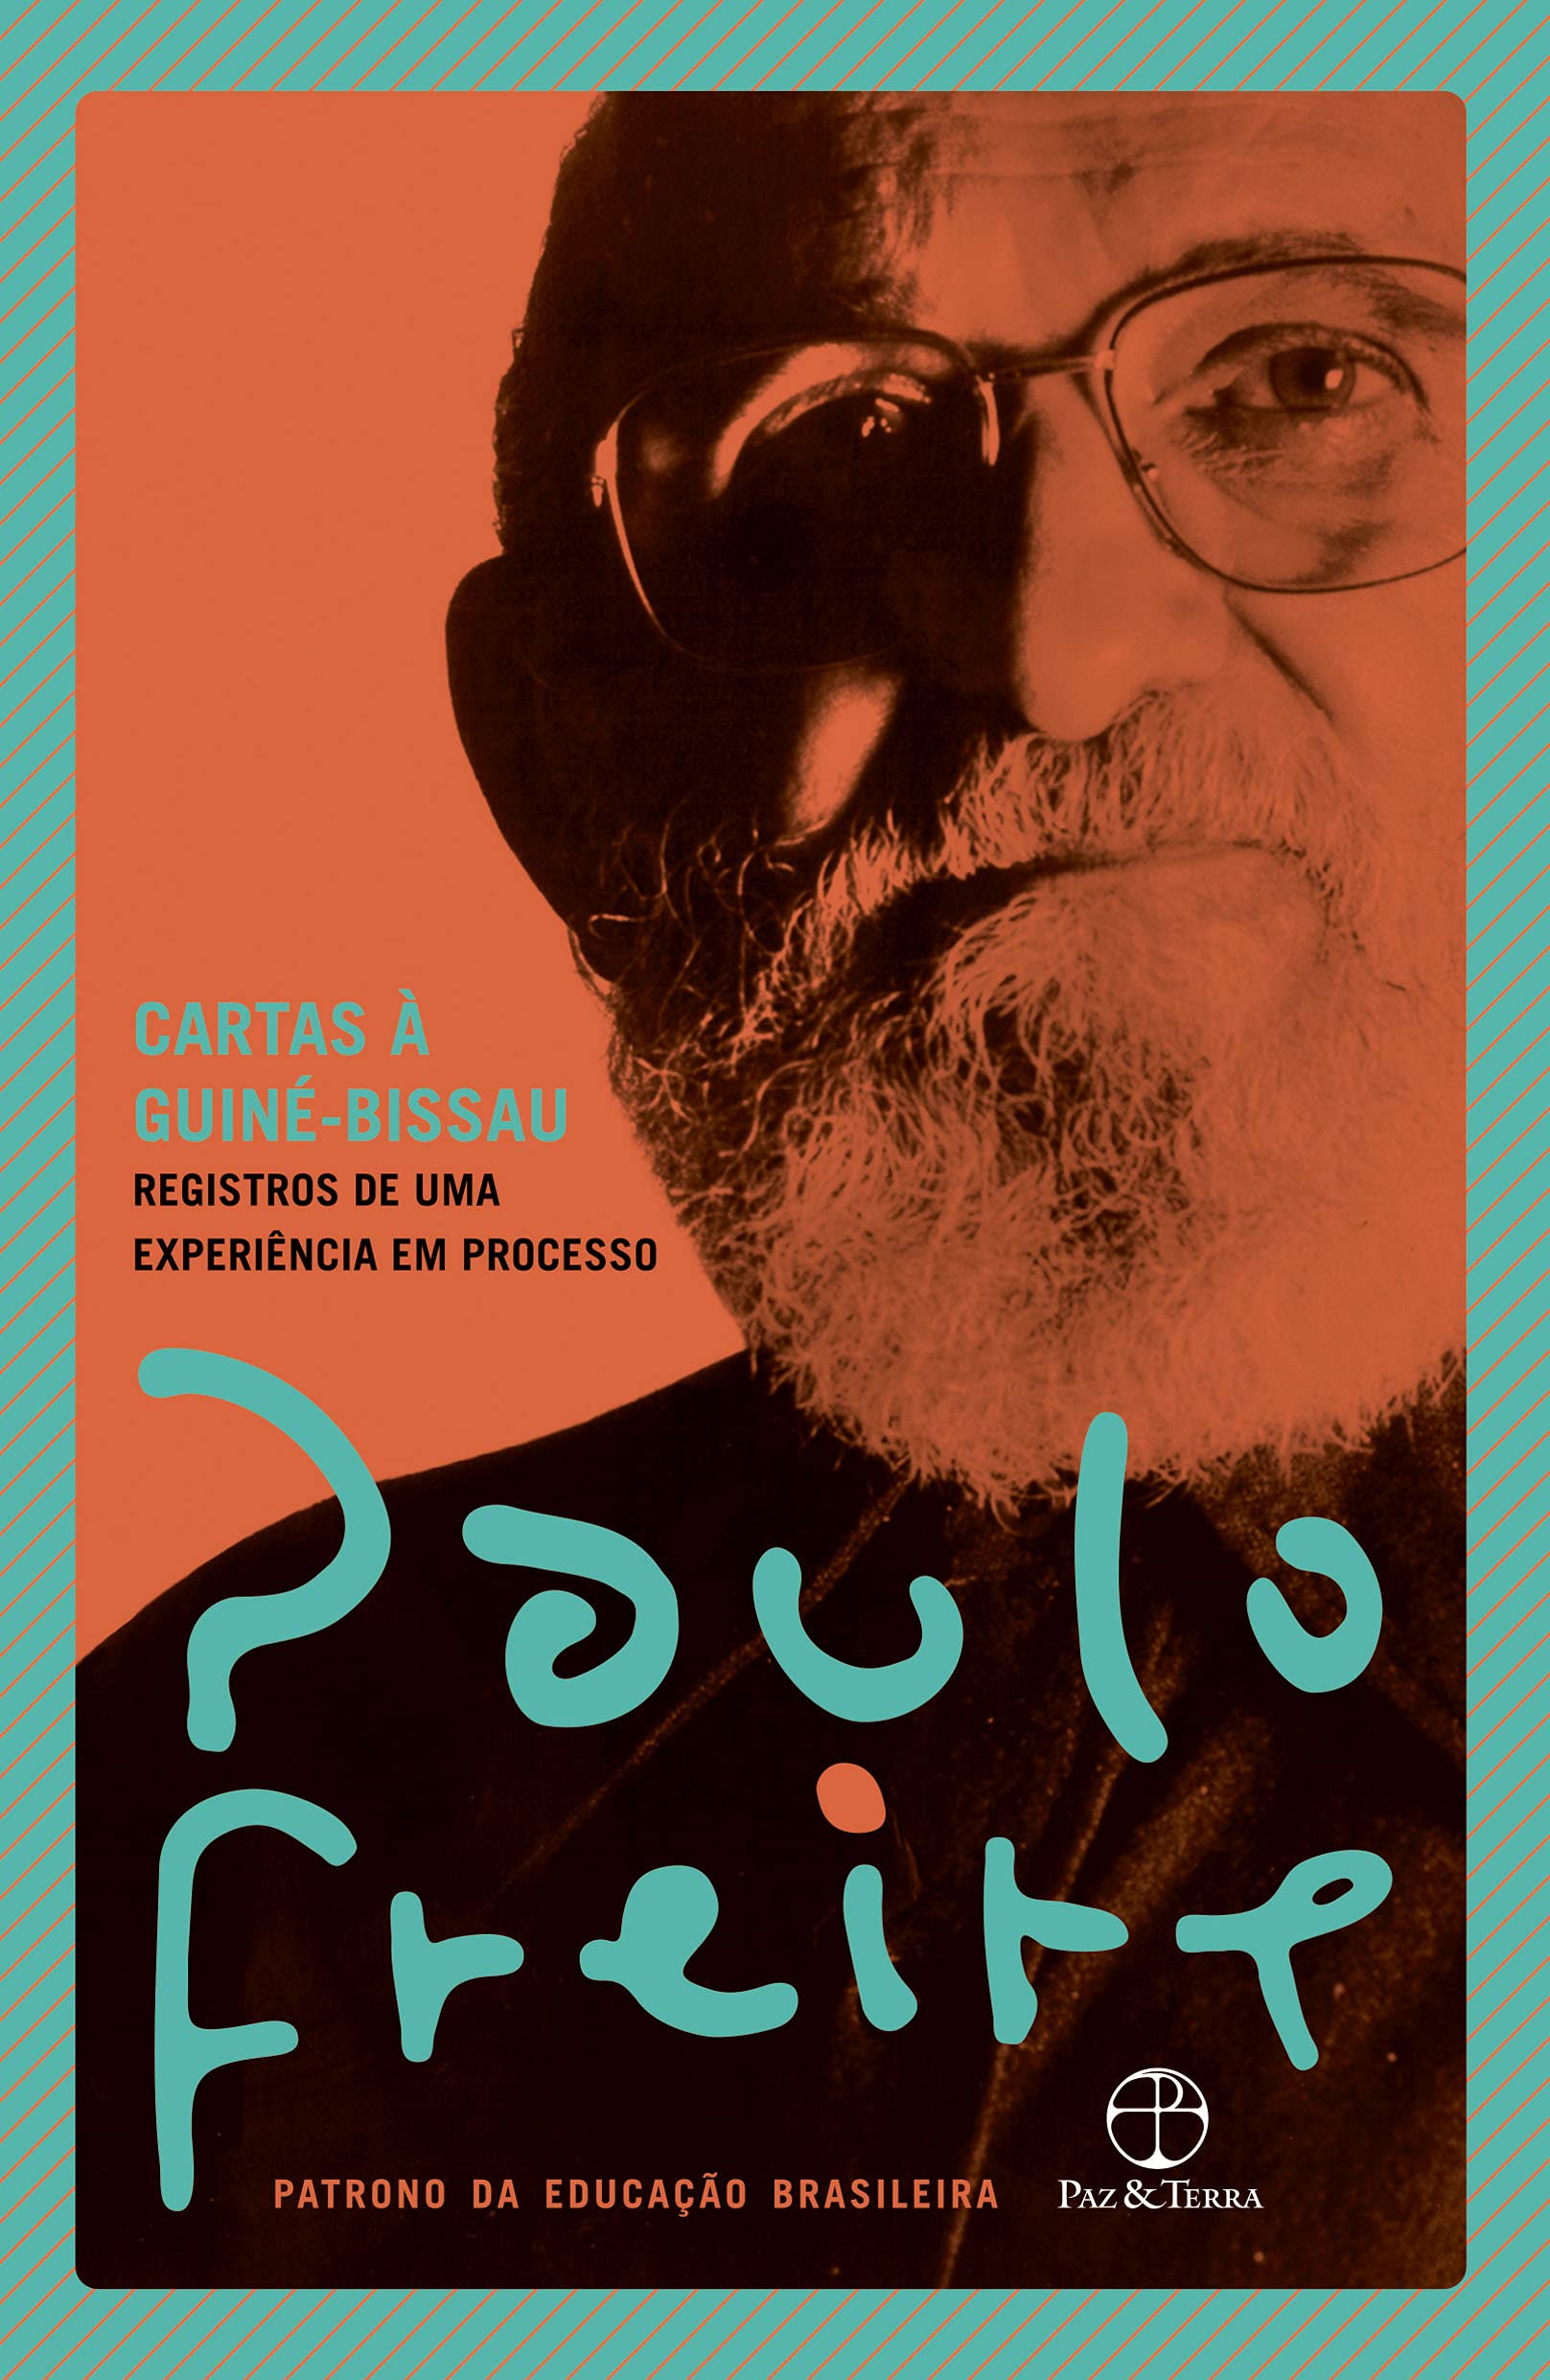 CARTAS À
GUINÉ-BISSAU
REGISTROS DE UMA
EXPERIÊNCIA EM PROCESSO
Paulo
Freire
PATRONO DA EDUCAÇÃO BRASILEIRA
PAZ & TERRA